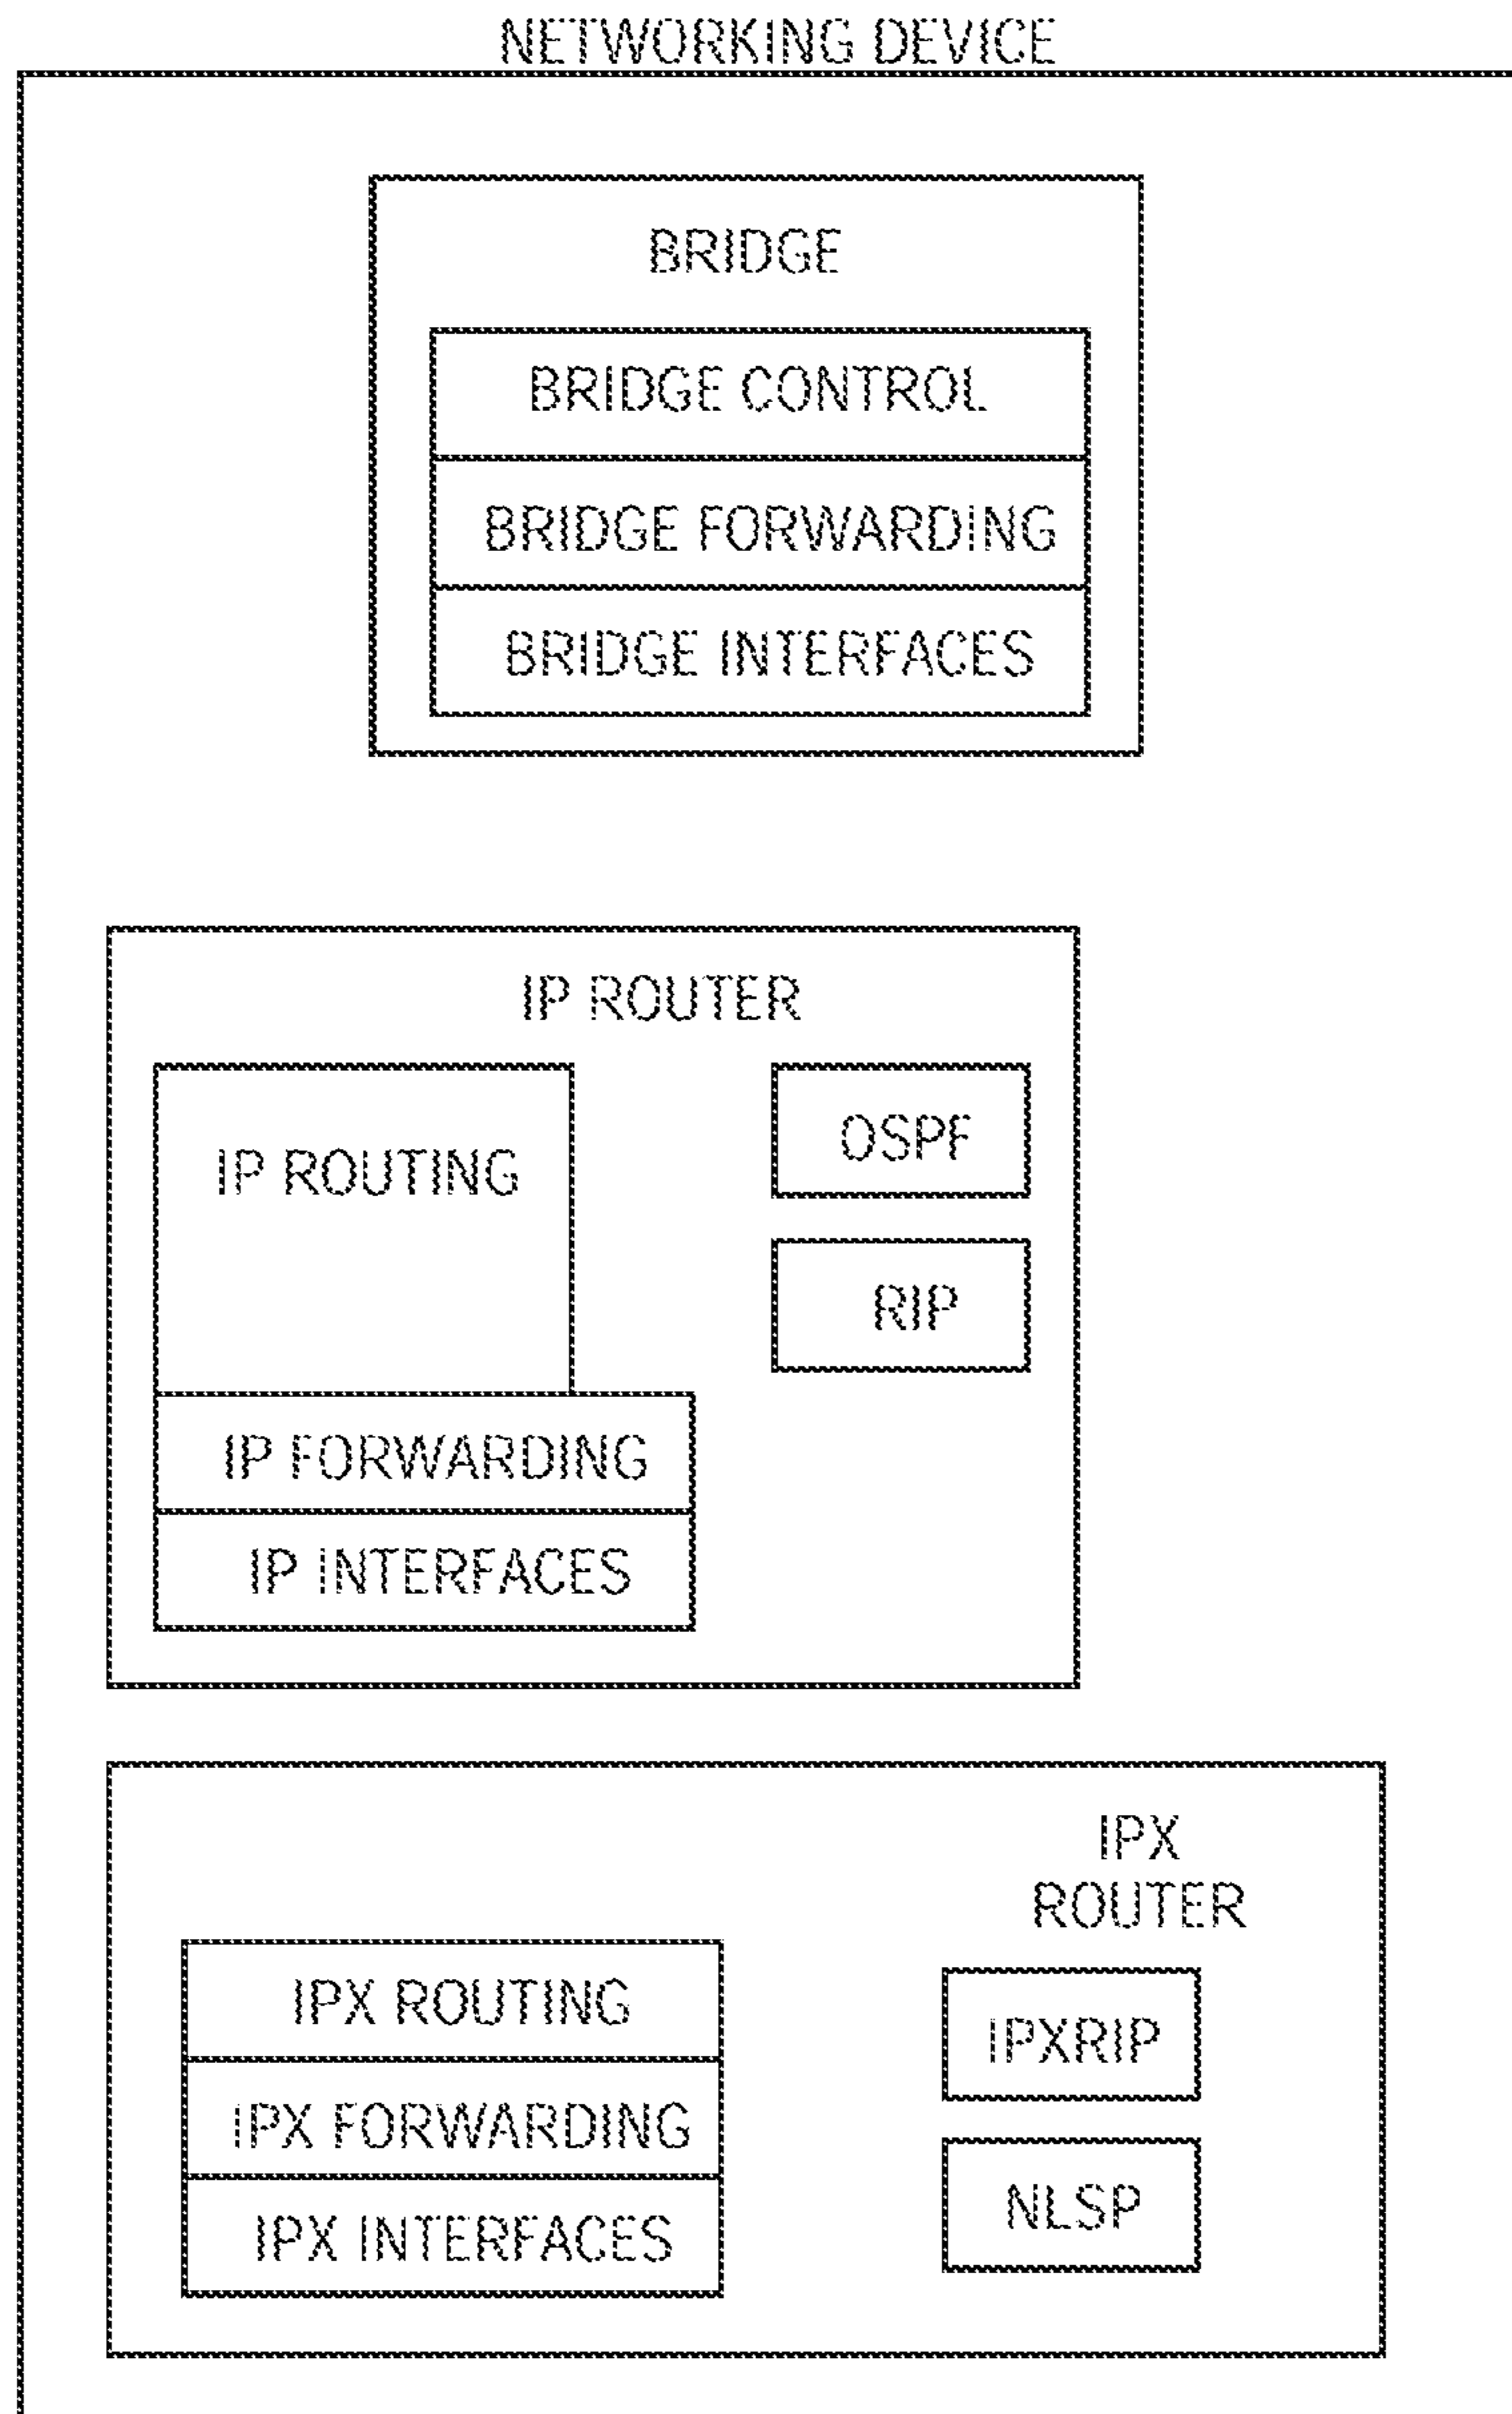 NETWORKING DEVICE
BRIDGE
BRIDGE CONTROL
BRIDGE FORWARDING
BRIDGE INTERFACES
IP ROUTER
IP ROUTING
OSPF
RIP
IP FORWARDING
IP INTERFACES
IPX
ROUTER
IPX ROUTING
IPX FORWARDING
IPX INTERFACES
IPXRIP
NLSP